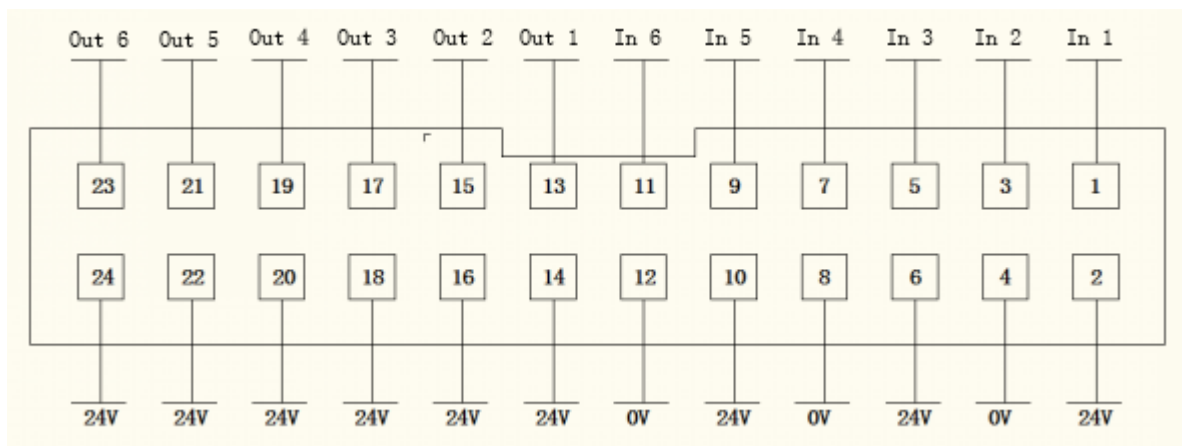 Out 6 Out 5 Out 4 Out 3 Out 2 Out 1 In 6 In 5 In 4 In 3 In 2 In 1
23 21 19 17 15 13 11 9 7 5 3 1
24 22 20 18 16 14 12 10 8 6 4 2
24V 24V 24V 24V 24V 24V 0V 24V 0V 24V 0V 24V